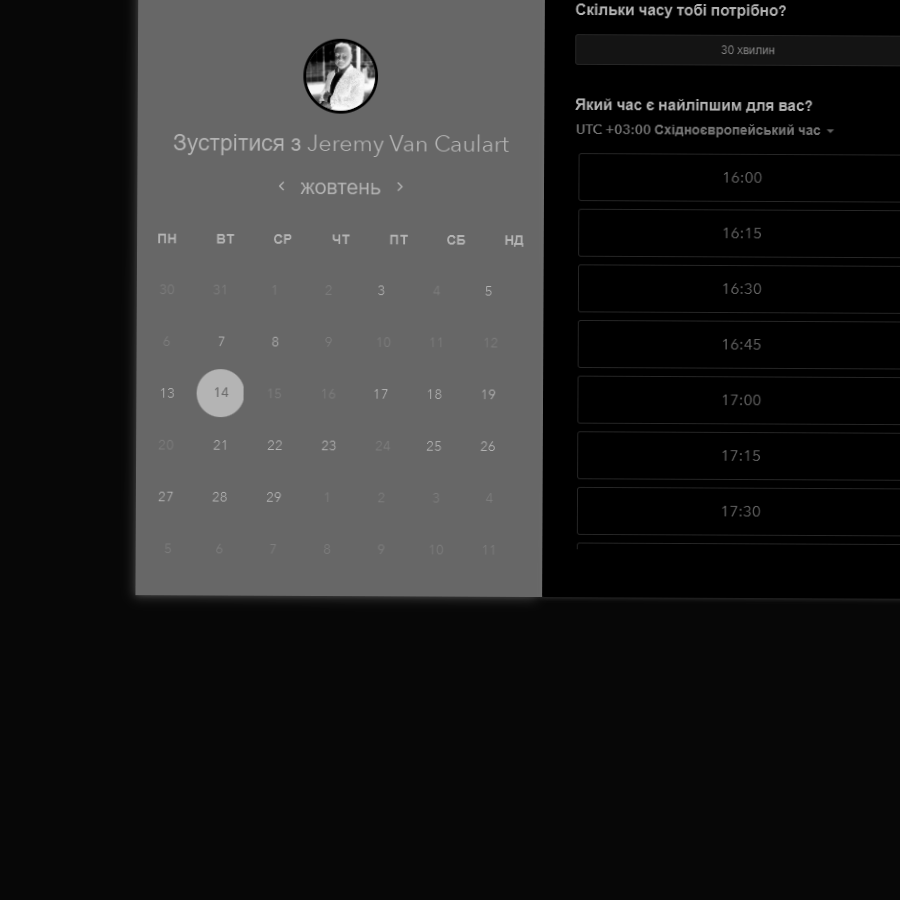 Зустрітися з Jeremy Van Caulart
жовтень
ПН ВТ СР ЧТ ПТ СБ НД
30 31 1 2 3 4 5
6 7 8 9 10 11 12
13 14 15 16 17 18 19
20 21 22 23 24 25 26
27 28 29 1 2 3 4
5 6 7 8 9 10 11
Скільки часу тобі потрібно?
30 хвилин
Який час є найліпшим для вас?
UTC +03:00 Східноєвропейський час
16:00
16:15
16:30
16:45
17:00
17:15
17:30